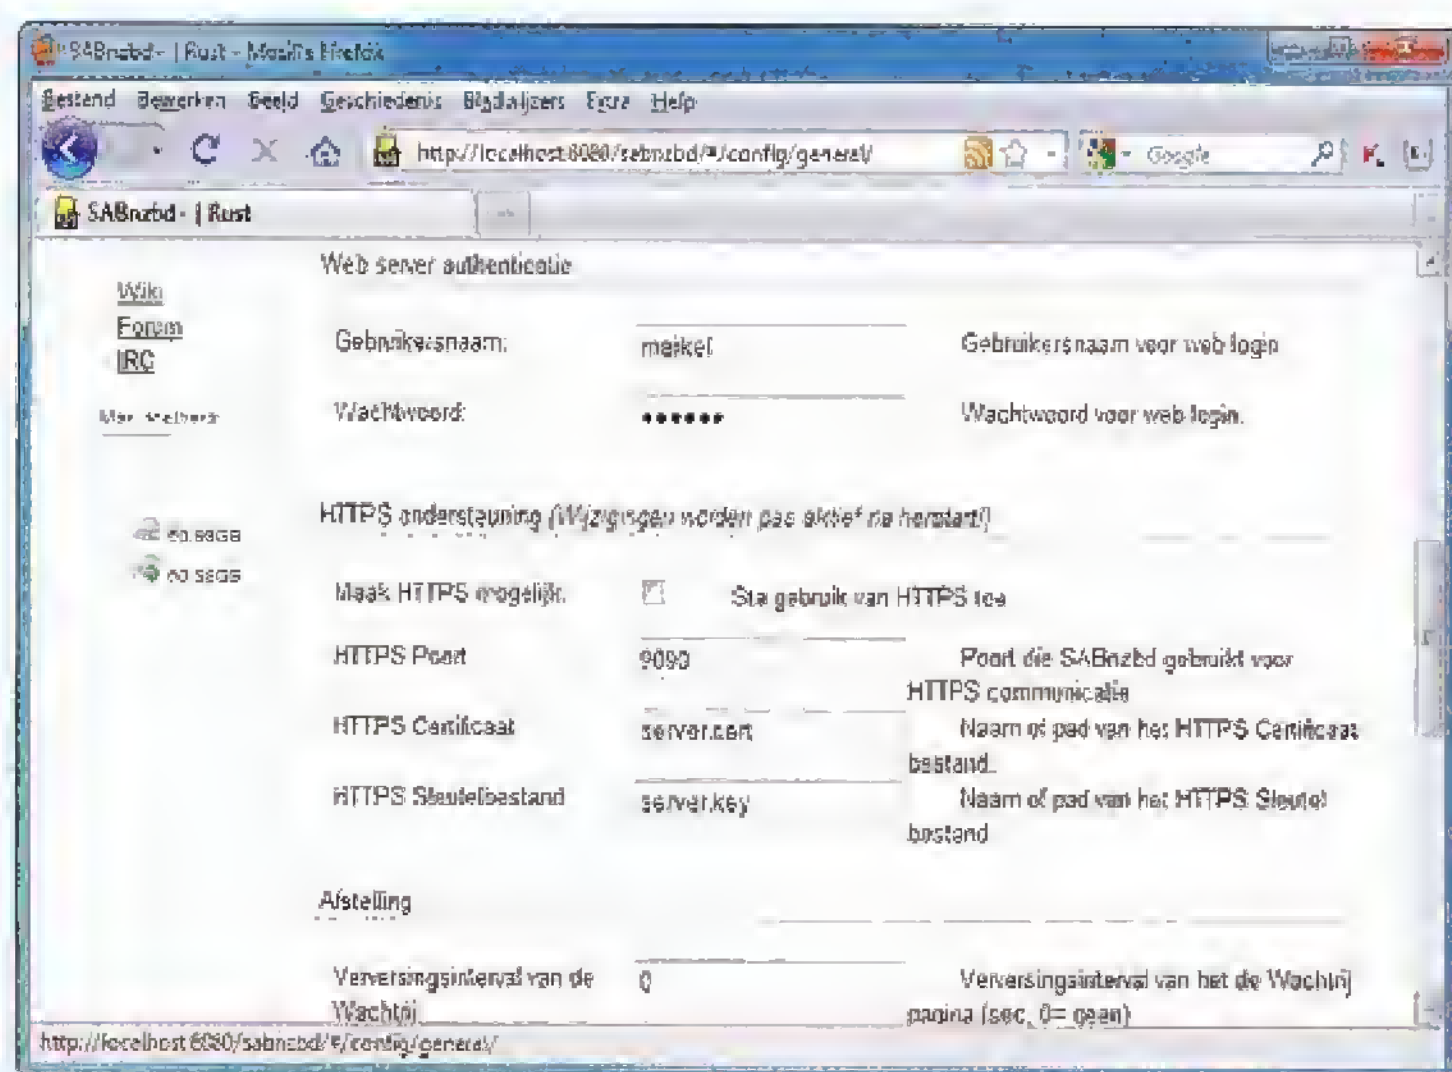 SABnzbd - | Rust - Mozilla Firefox
Bestand Bewerken Beeld Geschiedenis Bladwijzers Extra Help
http://localhost:8080/sabnzbd/#/config/general/ Google
SABnzbd - | Rust
Web server authenticatie
Wiki
Forum
IRC
Gebruikersnaam: maikel Gebruikersnaam voor web-login
Wachtwoord: •••••• Wachtwoord voor web-login.
HTTPS ondersteuning (Wijzigingen worden pas aktief na herstart!)
Maak HTTPS mogelijk. Sta gebruik van HTTPS toe
HTTPS Poort 9090 Poort die SABnzbd gebruikt voor
HTTPS communicatie
HTTPS Certificaat server.cert Naam of pad van het HTTPS Certificaat
bestand.
HTTPS Sleutelbestand server.key Naam of pad van het HTTPS Sleutel
bestand
Afstelling
Verversingsinterval van de 0 Verversingsinterval van het de Wachtrij
Wachtrij pagina (sec, 0= geen)
http://localhost:8080/sabnzbd/#/config/general/